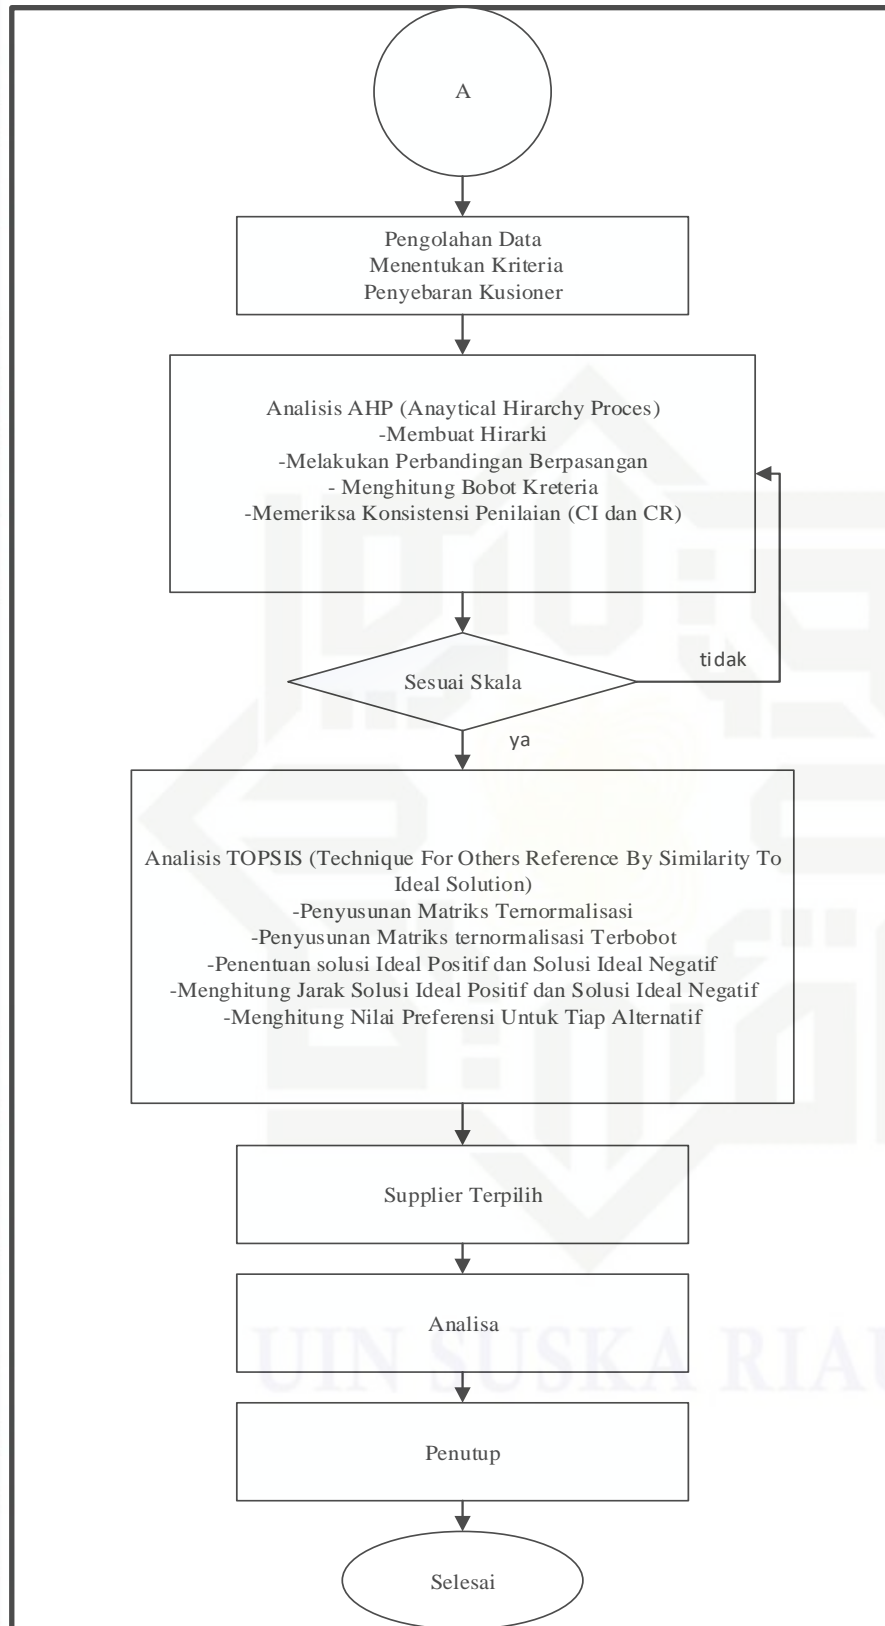 A
Pengolahan Data
Menentukan Kriteria
Penyebaran Kusioner
Analisis AHP (Anaytical Hirarchy Proces)
-Membuat Hirarki
-Melakukan Perbandingan Berpasangan
- Menghitung Bobot Kreteria
-Memeriksa Konsistensi Penilaian (CI dan CR)
Sesuai Skala
tidak
ya
Analisis TOPSIS (Technique For Others Reference By Similarity To
Ideal Solution)
-Penyusunan Matriks Ternormalisasi
-Penyusunan Matriks ternormalisasi Terbobot
-Penentuan solusi Ideal Positif dan Solusi Ideal Negatif
-Menghitung Jarak Solusi Ideal Positif dan Solusi Ideal Negatif
-Menghitung Nilai Preferensi Untuk Tiap Alternatif
Supplier Terpilih
Analisa
UIN SUSKA RIAU
Penutup
Selesai